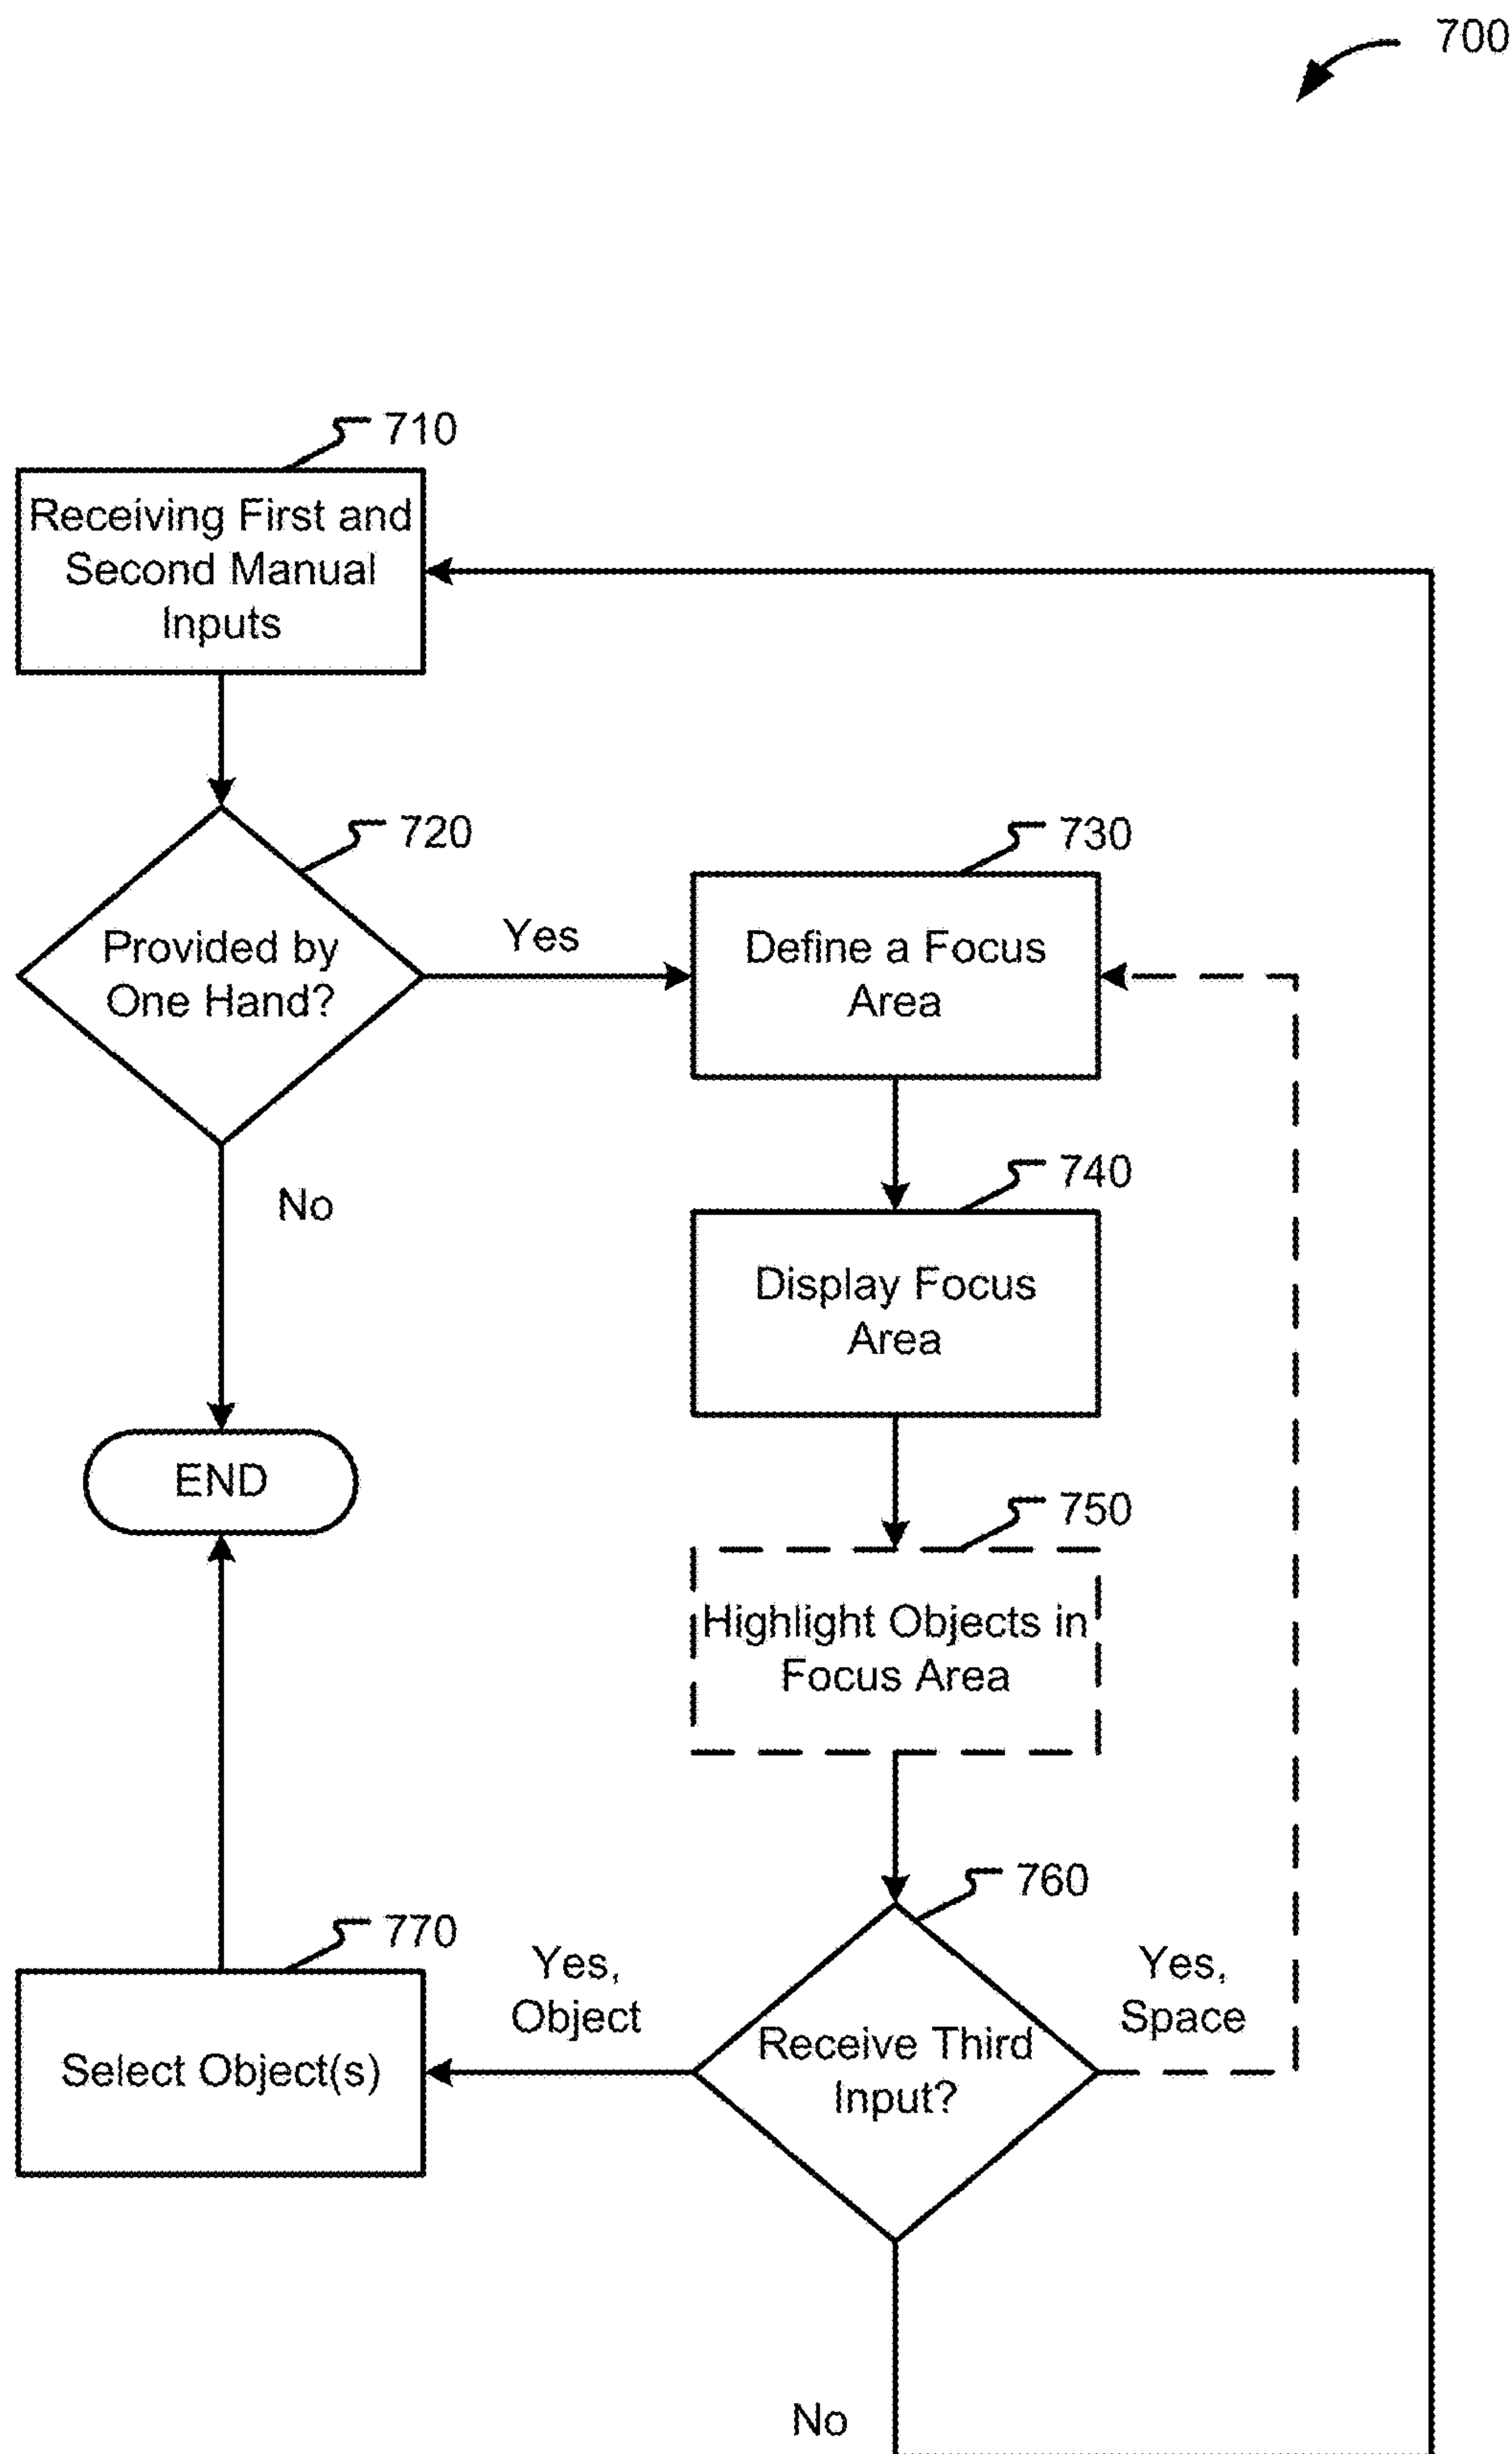 700
710
Receiving First and
Second Manual
Inputs
720
Provided by
One Hand?
Yes
No
730
Define a Focus
Area
740
Display Focus
Area
END
750
Highlight Objects in
Focus Area
760
Receive Third
Input?
Yes,
Object
Yes,
Space
770
Select Object(s)
No